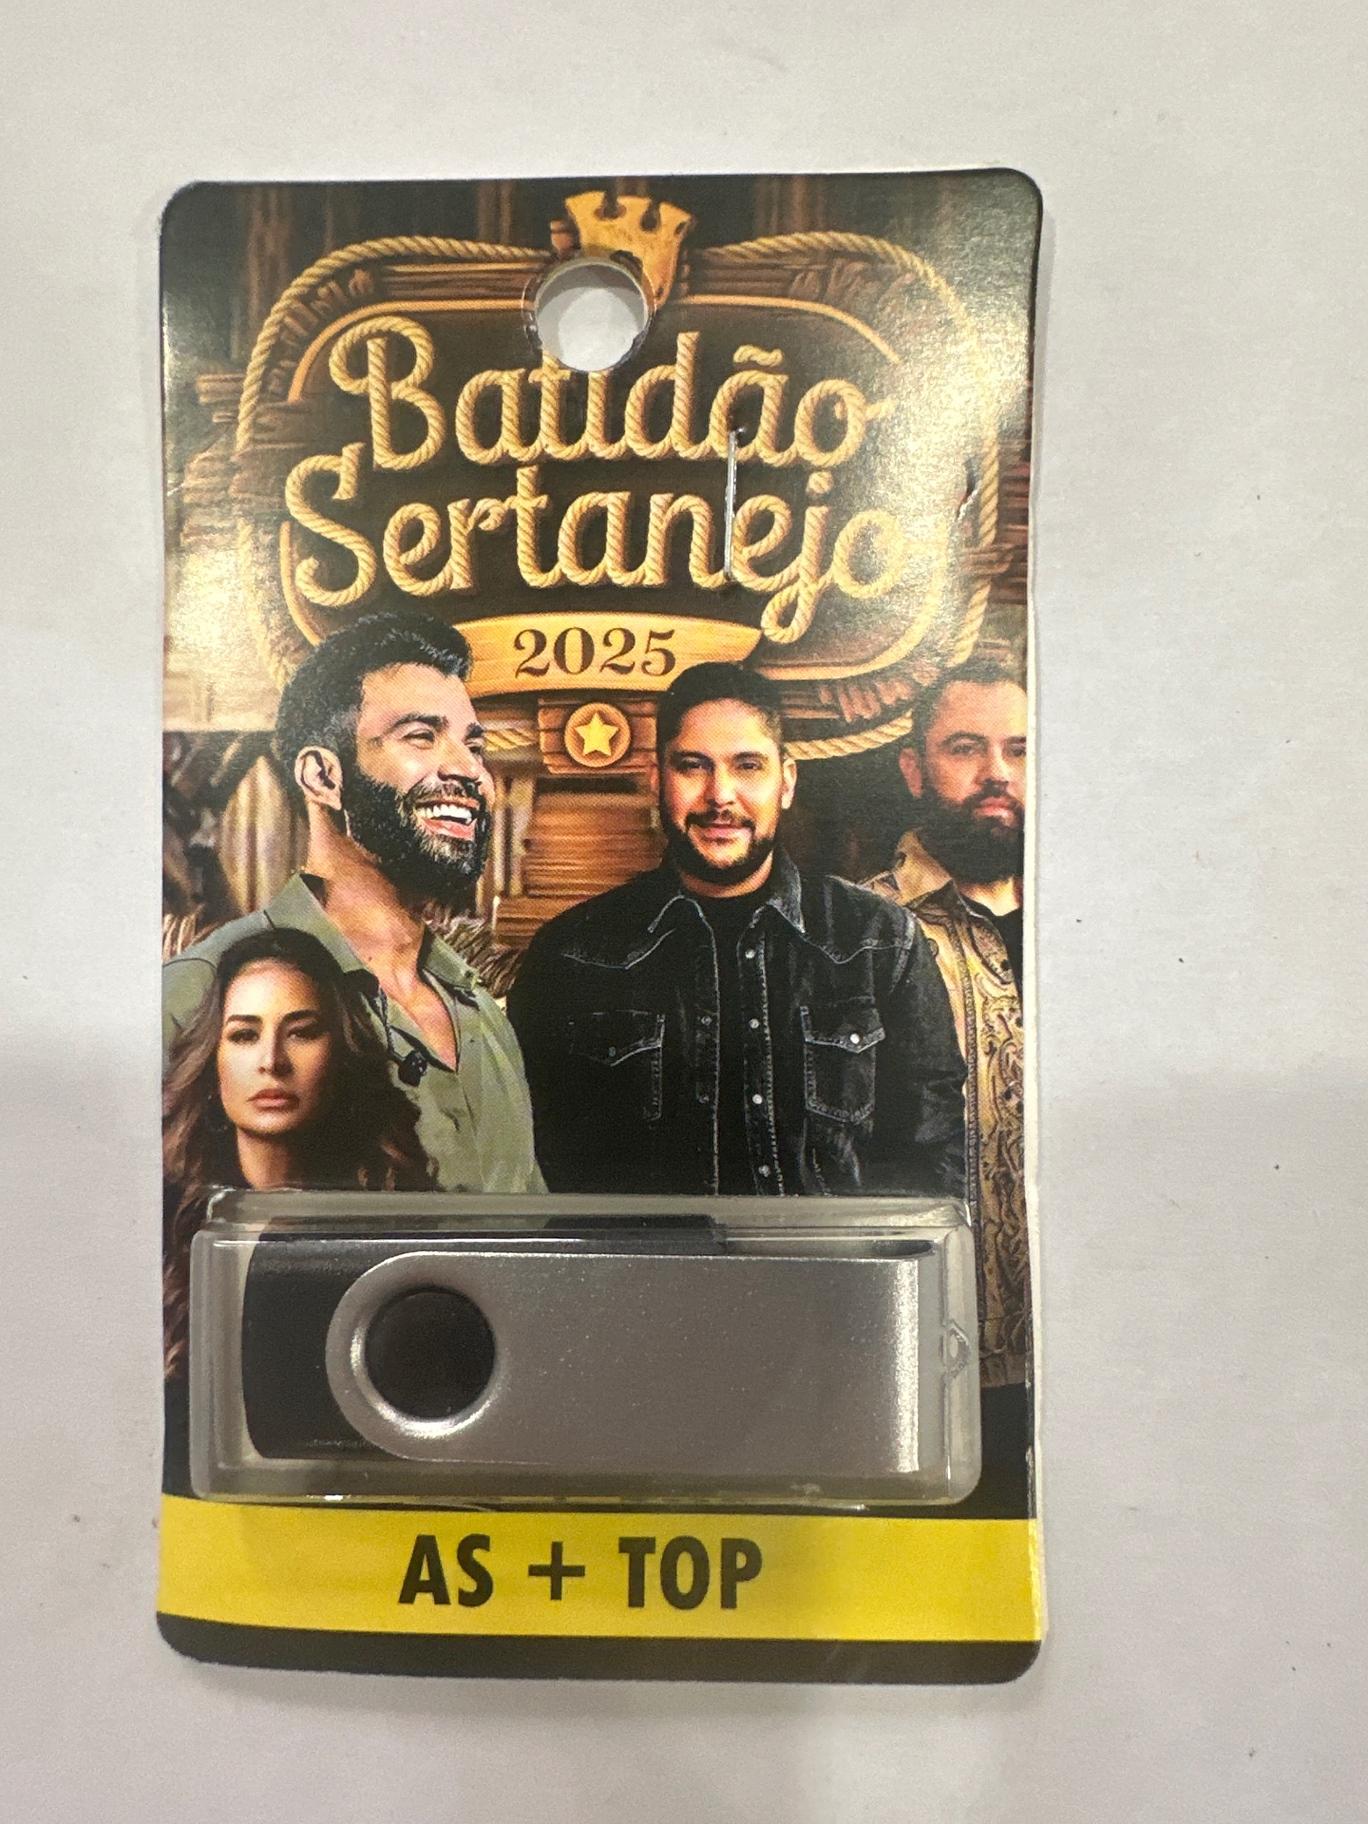 Batidão
Sertanejo
2025
AS + TOP